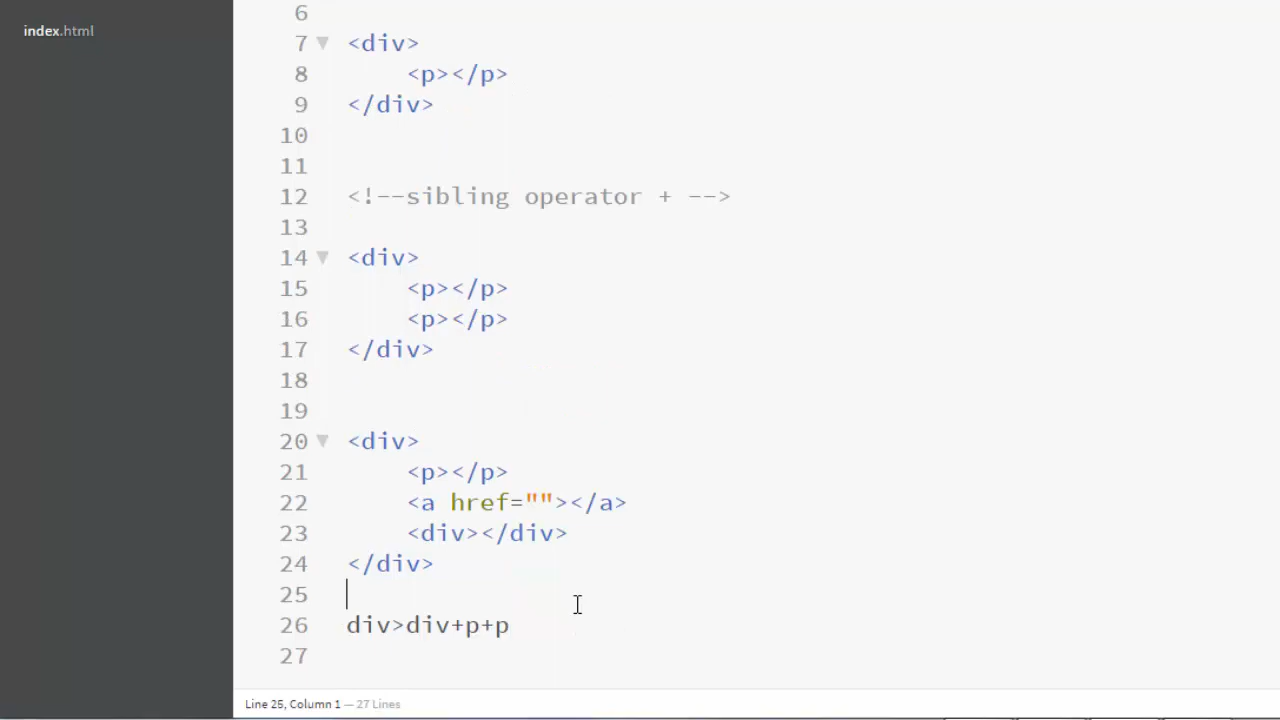 index.html
6
7 <div>
8 <p></p>
9 </div>
10
11
12 <!--sibling operator + -->
13
14 <div>
15 <p></p>
16 <p></p>
17 </div>
18
19
20 <div>
21 <p></p>
22 <a href=""></a>
23 <div></div>
24 </div>
25
26 div>div+p+p
27
Line 25, Column 1 — 27 Lines